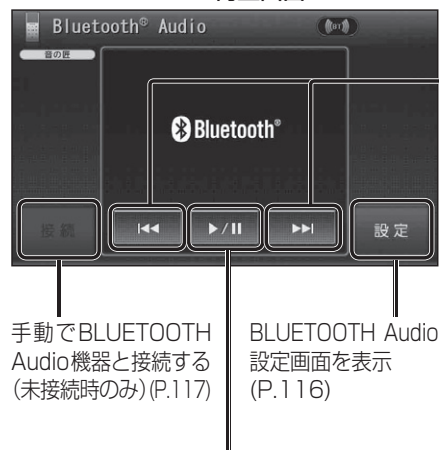 Bluetooth® Audio
BT
音の匠
Bluetooth®
接続
設定
手動でBLUETOOTH
Audio機器と接続する
(未接続時のみ)(P.117)
BLUETOOTH Audio
設定画面を表示
(P.116)